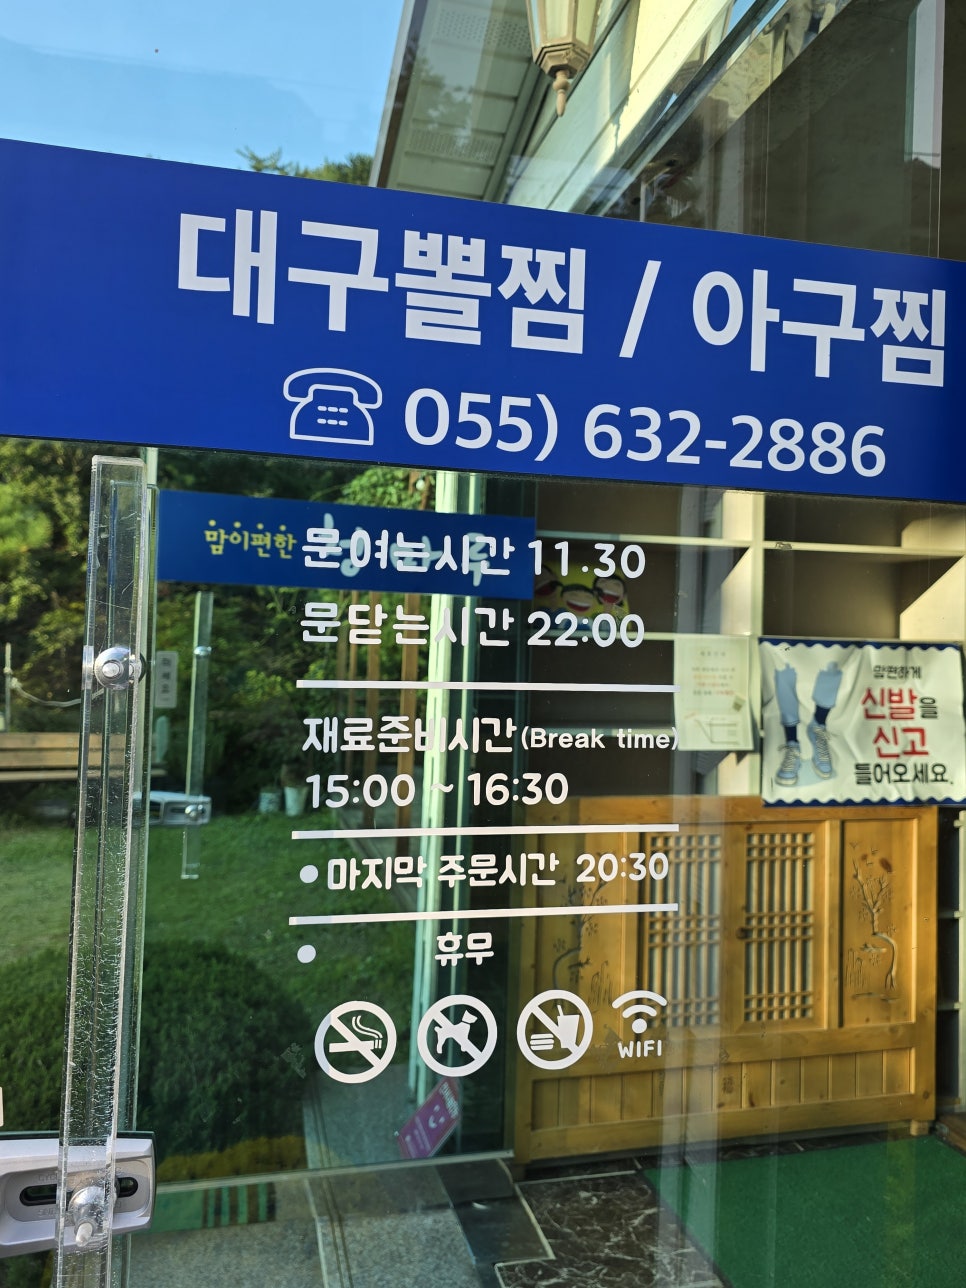 대구뽈찜 / 아구찜
055) 632-2886
맘이편한
문여는시간 11.30
문닫는시간 22:00
재료준비시간(Break time)
15:00 ~ 16:30
마지막 주문시간 20:30
휴무
WIFI
맘편하게
신발을
신고
들어오세요.